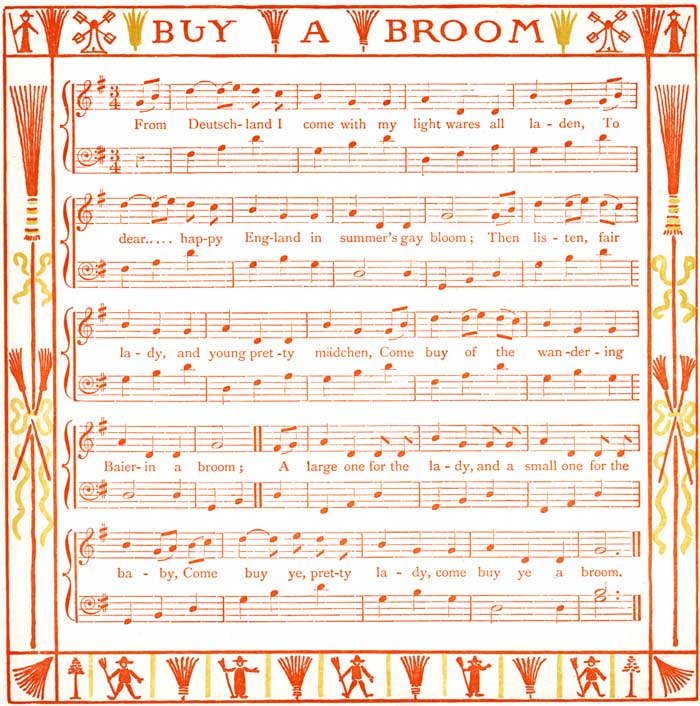 BUY A BROOM
From Deutsch-land I come with my light wares all la-den, To
dear..... hap-py Eng-land in summer's gay bloom; Then lis-ten, fair
la-dy, and young pret-ty mädchen, Come buy of the wan-der-ing
Baier-in a broom; A large one for the la-dy, and a small one for the
ba-by, Come buy ye, pret-ty la-dy, come buy ye a broom.